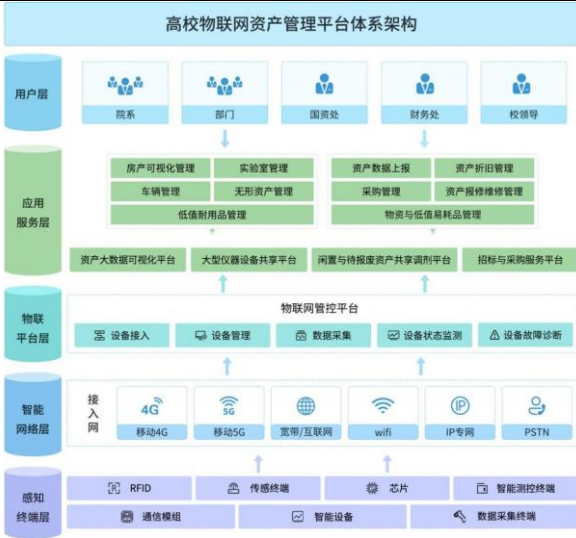 高校物联网资产管理平台体系架构
用户层
院系 部门 国资处 财务处 校领导
应用
服务层
房产可视化管理 实验室管理 资产数据上报 资产折旧管理
车辆管理 无形资产管理 采购管理 资产报修维修管理
低值耐用品管理 物资与低值易耗品管理
资产大数据可视化平台 大型仪器设备共享平台 闲置与待报废资产共享调剂平台 招标与采购服务平台
物联
平台层
物联网管控平台
设备接入 设备管理 数据采集 设备状态监测 设备故障诊断
智能
网络层
接
入
网
4G 5G IP
移动4G 移动5G 宽带/互联网 wifi IP专网 PSTN
感知
终端层
RFID 传感终端 芯片 智能测控终端
通信模组 智能设备 数据采集终端